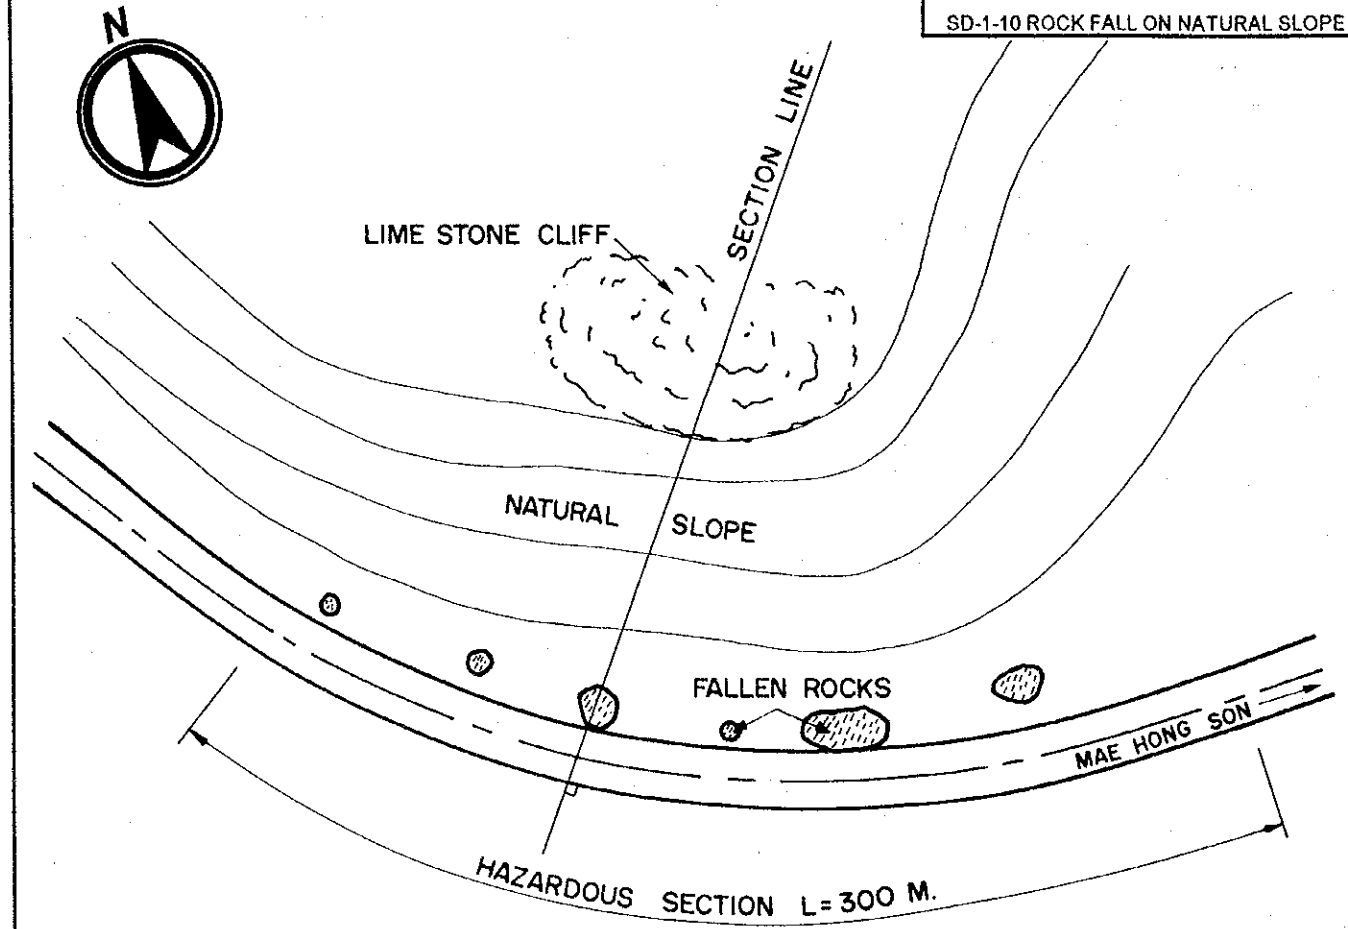 SD-1-10 ROCK FALL ON NATURAL SLOPE
N
SECTION LINE
LIME STONE CLIFF
NATURAL SLOPE
FALLEN ROCKS
MAE HONG SON
HAZARDOUS SECTION L=300 M.